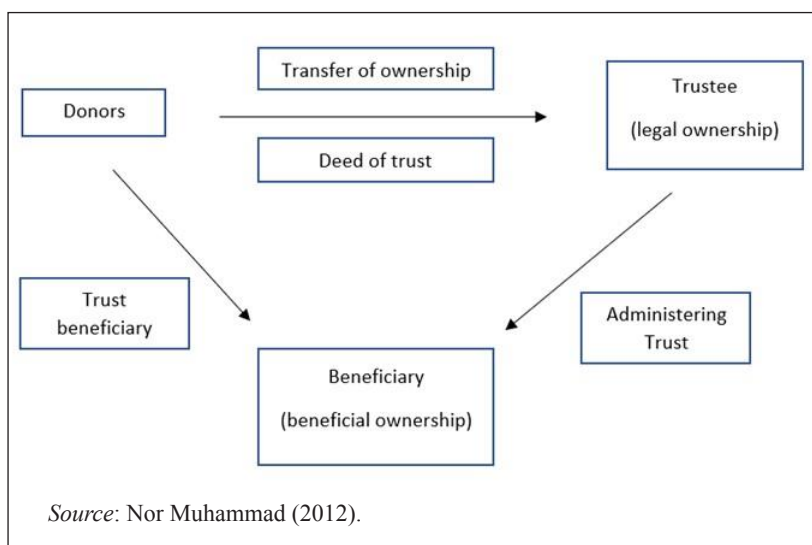 Transfer of ownership
Donors
Deed of trust
Trustee
(legal ownership)
Trust
beneficiary
Administering
Trust
Beneficiary
(beneficial ownership)
Source: Nor Muhammad (2012).